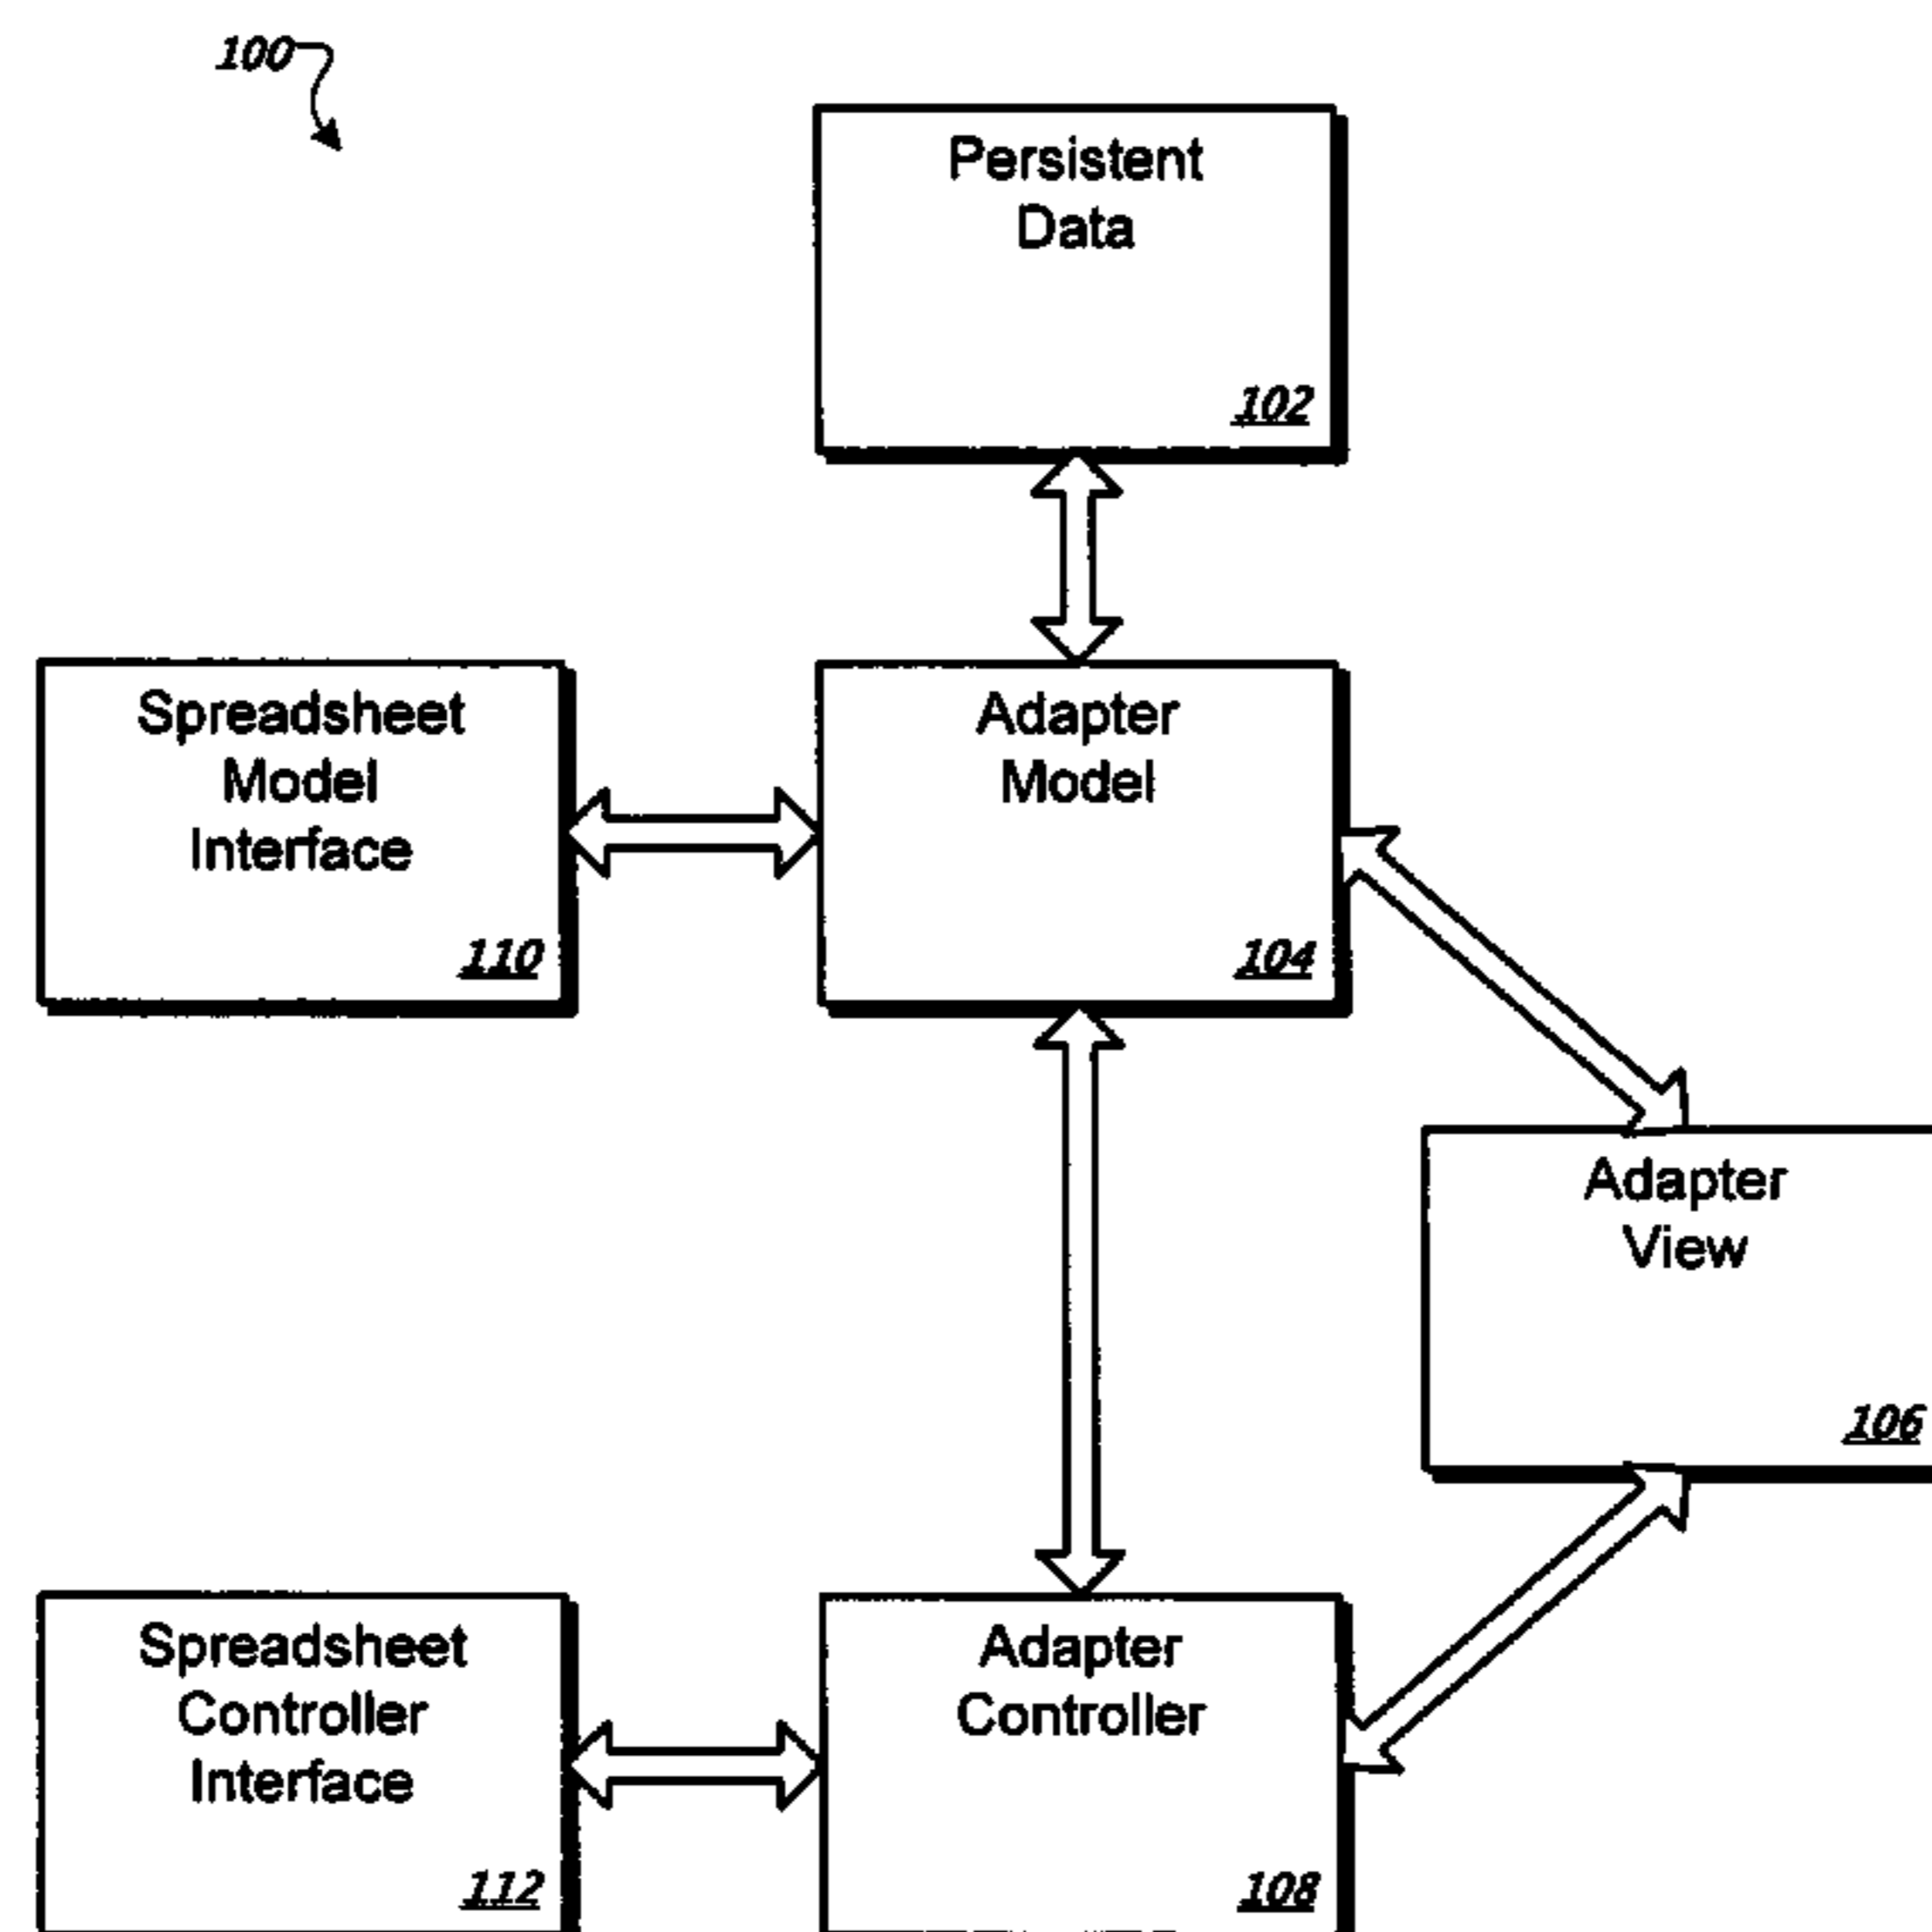 100
Persistent
Data
102
Spreadsheet
Model
Interface
110
Adapter
Model
104
Adapter
View
106
Spreadsheet
Controller
Interface
112
Adapter
Controller
108